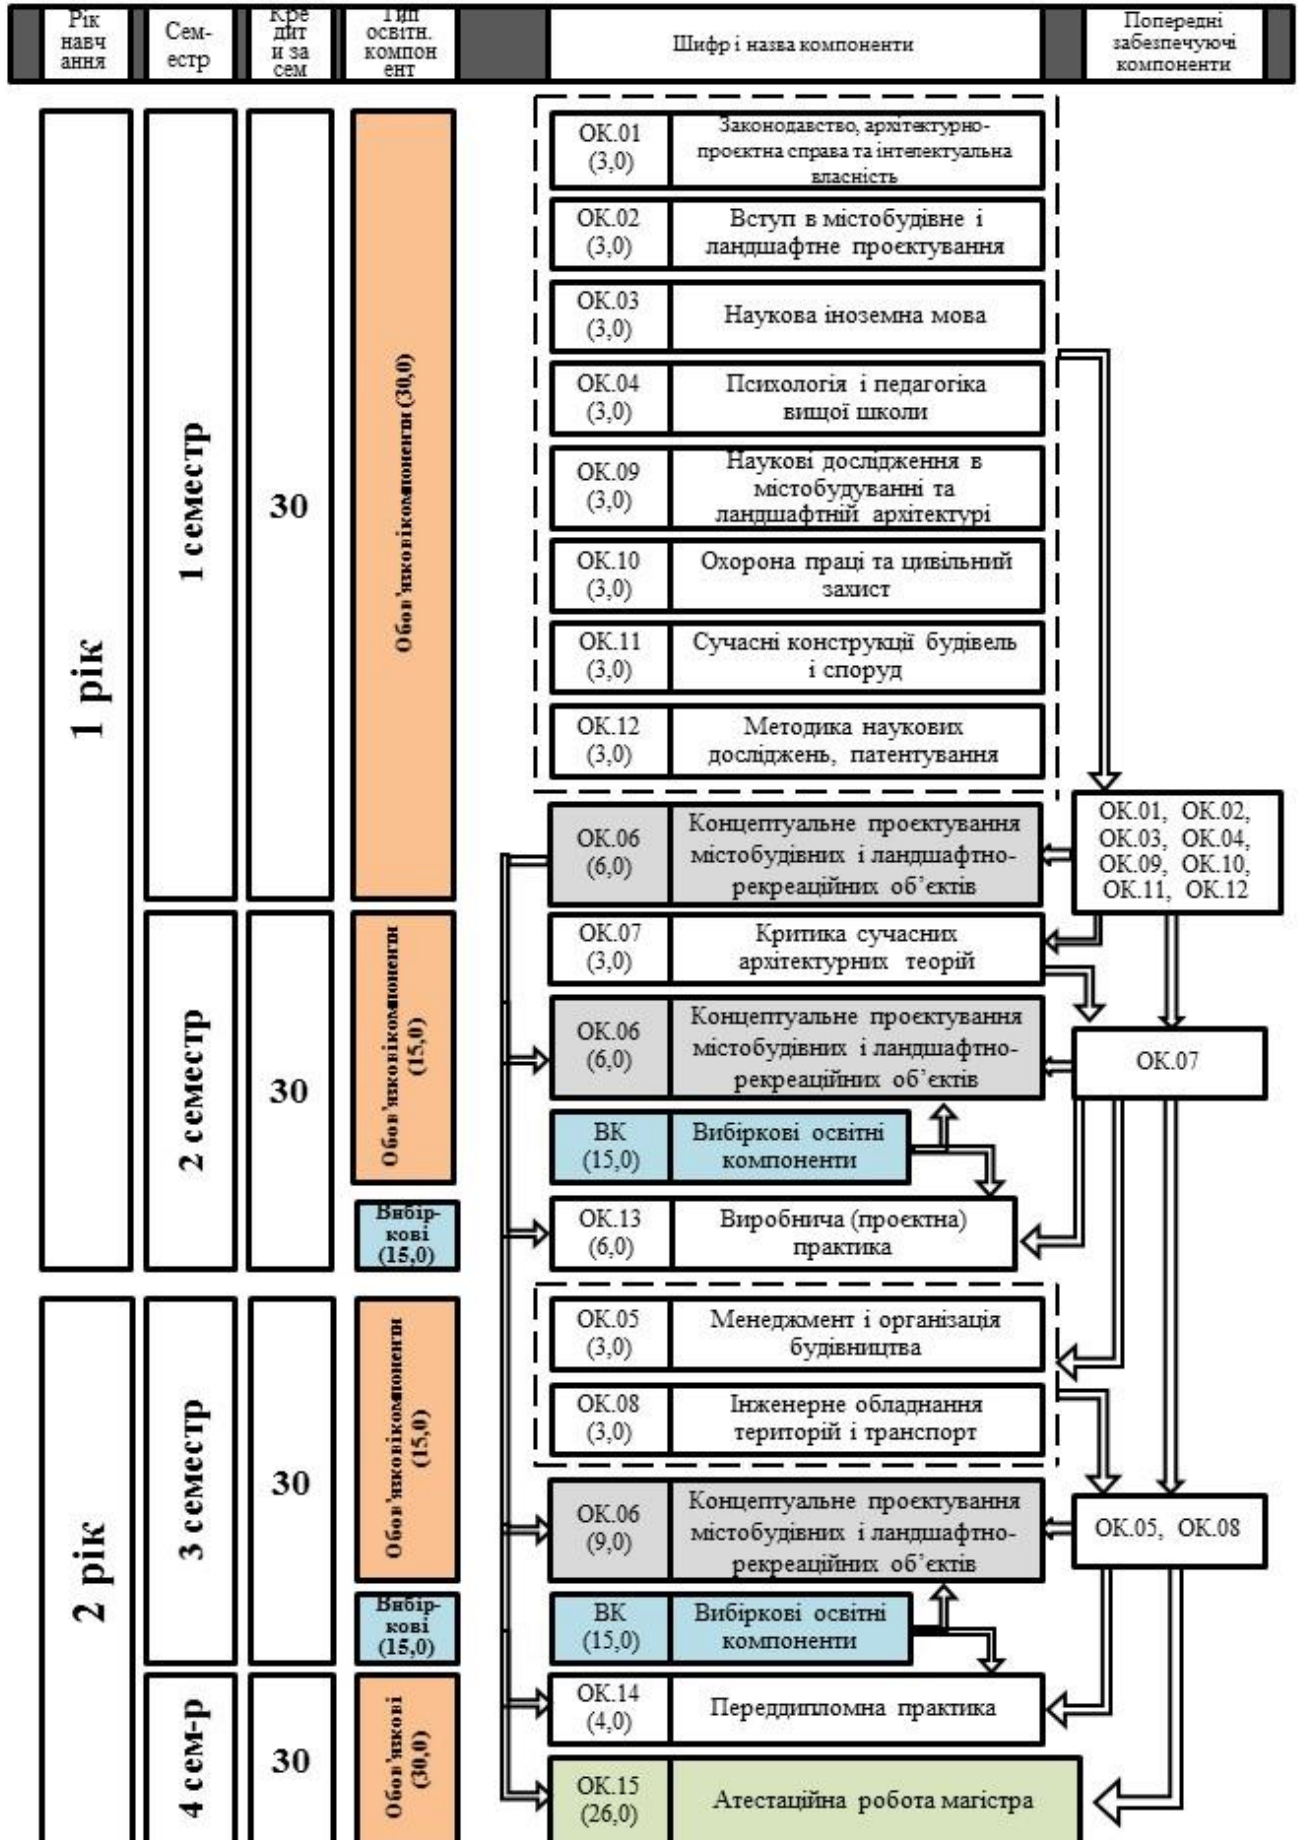 Рік
навч
ання
Сем-
естр
Кре
дит
и за
сем
Тип
освітн.
компон
ент
Шифр і назва компоненти
Попередні
забезпечуючі
компоненти
1 рік
1 семестр
30
Обов’язкові компоненти (30,0)
ОК.01
(3,0)
Законодавство, архітектурно-
проєктна справа та інтелектуальна
власність
ОК.02
(3,0)
Вступ в містобудівне і
ландшафтне проєктування
ОК.03
(3,0)
Наукова іноземна мова
ОК.04
(3,0)
Психологія і педагогіка
вищої школи
ОК.09
(3,0)
Наукові дослідження в
містобудуванні та
ландшафтній архітектурі
ОК.10
(3,0)
Охорона праці та цивільний
захист
ОК.11
(3,0)
Сучасні конструкції будівель
і споруд
ОК.12
(3,0)
Методика наукових
досліджень, патентування
ОК.06
(6,0)
Концептуальне проєктування
містобудівних і ландшафтно-
рекреаційних об’єктів
ОК.01, ОК.02,
ОК.03, ОК.04,
ОК.09, ОК.10,
ОК.11, ОК.12
2 семестр
30
Обов’язкові компоненти
(15,0)
ОК.07
(3,0)
Критика сучасних
архітектурних теорій
ОК.06
(6,0)
Концептуальне проєктування
містобудівних і ландшафтно-
рекреаційних об’єктів
ОК.07
ВК
(15,0)
Вибіркові освітні
компоненти
Вибір-
кові
(15,0)
ОК.13
(6,0)
Виробнича (проєктна)
практика
2 рік
3 семестр
30
Обов’язкові компоненти
(15,0)
ОК.05
(3,0)
Менеджмент і організація
будівництва
ОК.08
(3,0)
Інженерне обладнання
територій і транспорт
ОК.06
(9,0)
Концептуальне проєктування
містобудівних і ландшафтно-
рекреаційних об’єктів
ОК.05, ОК.08
Вибір-
кові
(15,0)
ВК
(15,0)
Вибіркові освітні
компоненти
4 сем-р
30
Обов’язкові
(30,0)
ОК.14
(4,0)
Переддипломна практика
ОК.15
(26,0)
Атестаційна робота магістра